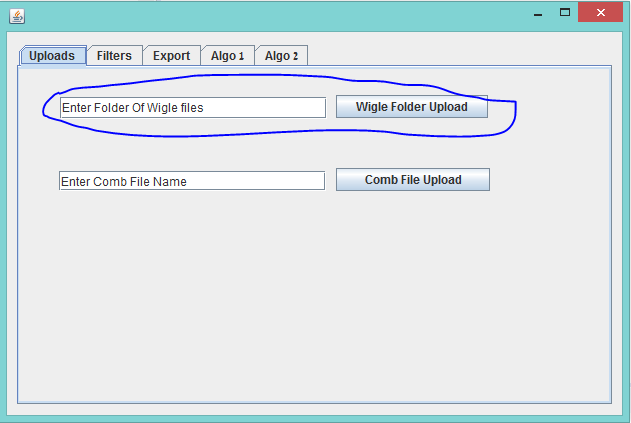 Uploads Filters Export Algo 1 Algo 2
Enter Folder Of Wigle files Wigle Folder Upload
Enter Comb File Name Comb File Upload